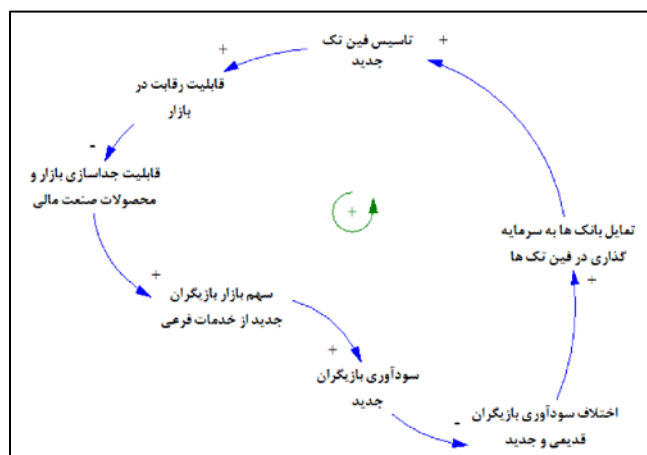 تاسیس فین تک
جدید
+
+
قابلیت رقابت در
بازار
-
قابلیت جداسازی بازار و
محصولات صنعت مالی
+
تمایل بانک ها به سرمایه
گذاری در فین تک ها
+
+
سهم بازار بازیگران
جدید از خدمات فرعی
+
سودآوری بازیگران
جدید
-
اختلاف سودآوری بازیگران
قدیمی و جدید